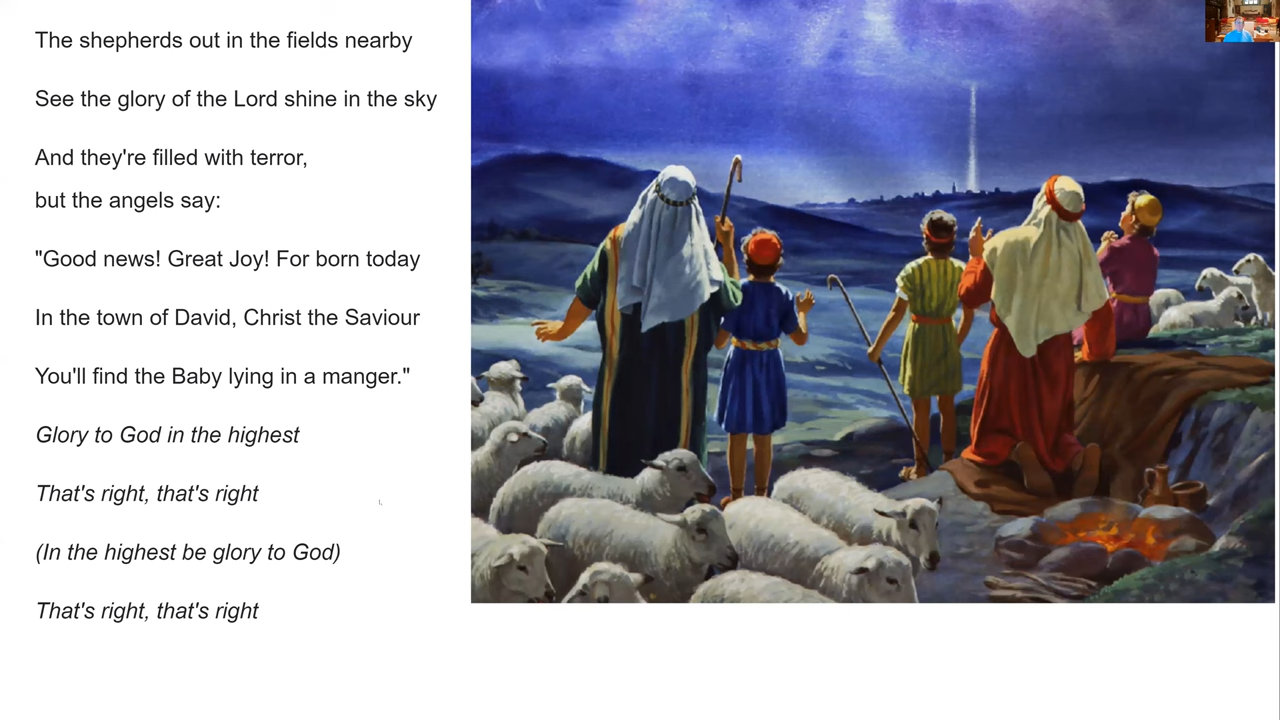 The shepherds out in the fields nearby
See the glory of the Lord shine in the sky
And they're filled with terror,
but the angels say:
"Good news! Great Joy! For born today
In the town of David, Christ the Saviour
You'll find the Baby lying in a manger."
Glory to God in the highest
That's right, that's right
(In the highest be glory to God)
That's right, that's right